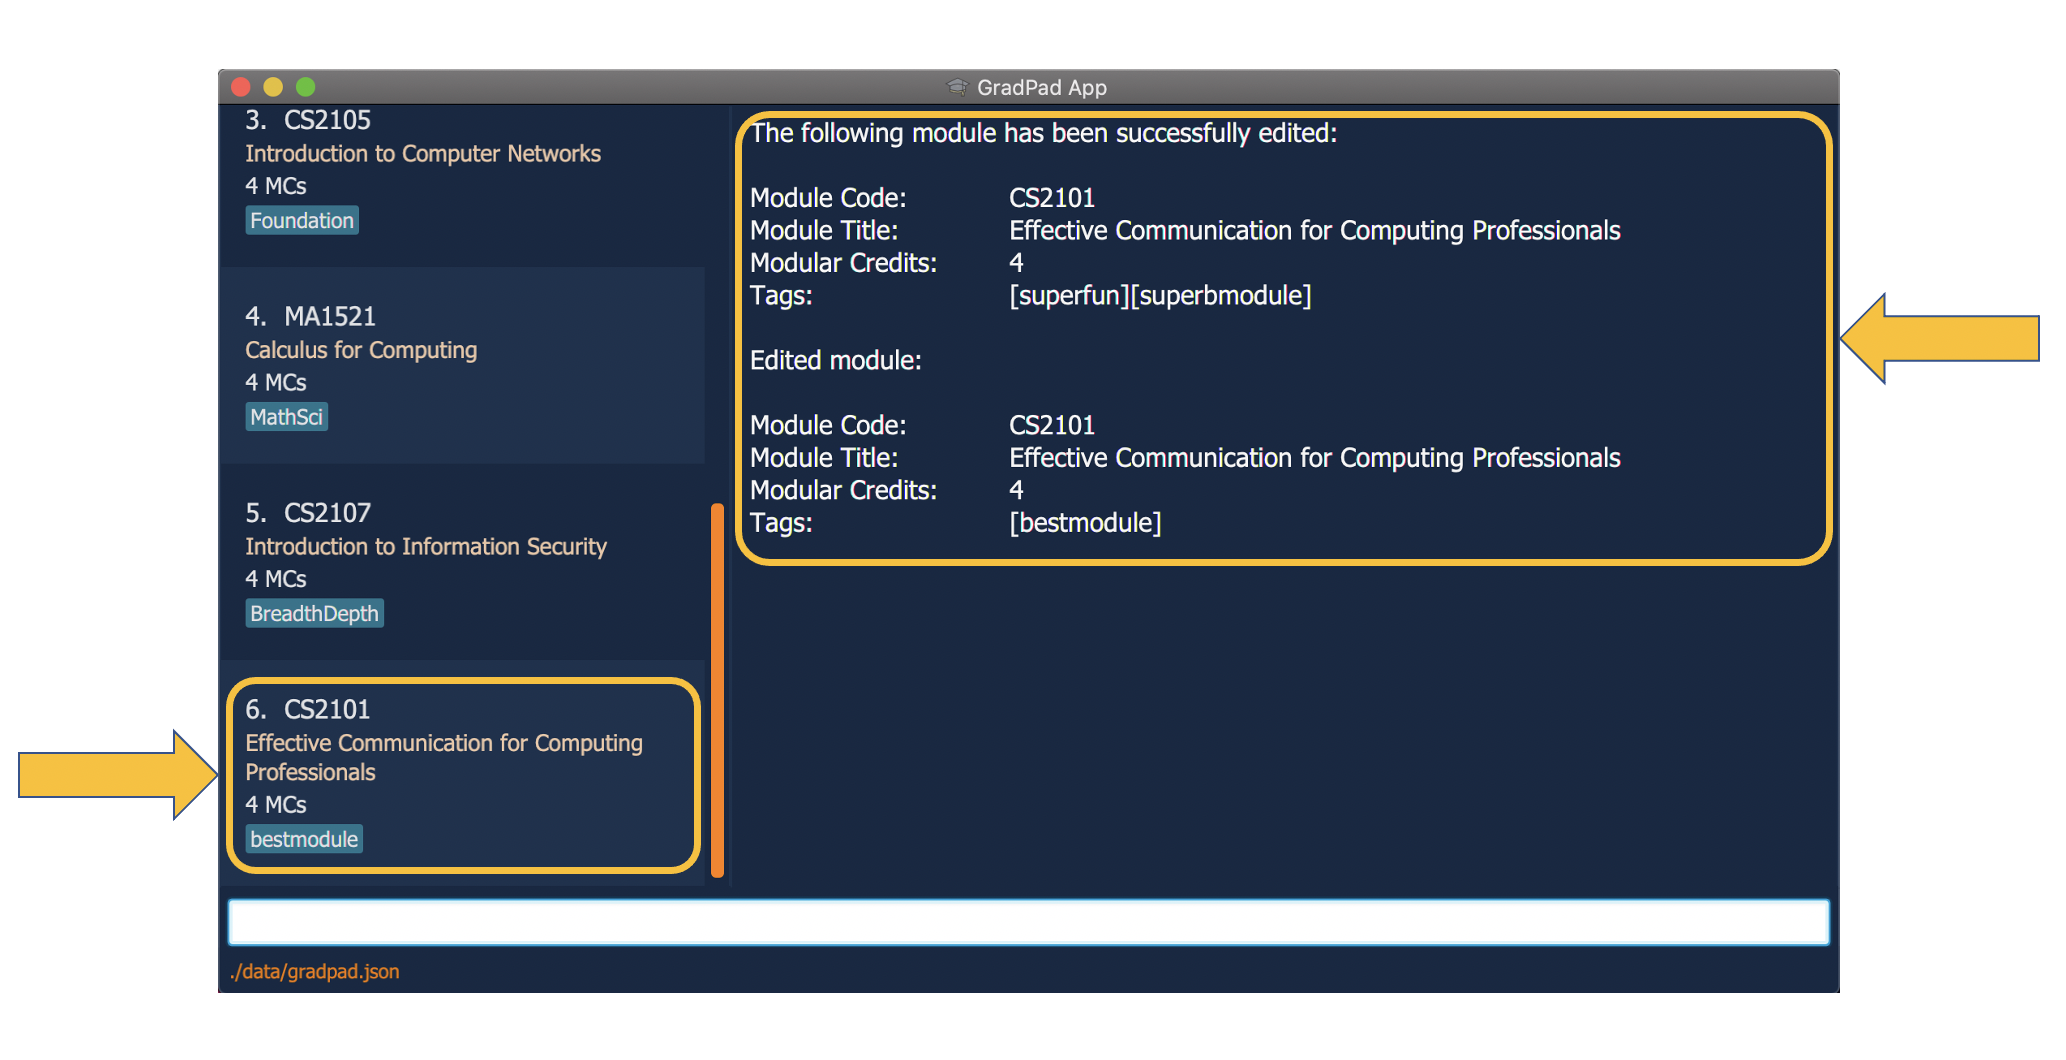 GradPad App
3. CS2105
Introduction to Computer Networks
4 MCs
Foundation
4. MA1521
Calculus for Computing
4 MCs
MathSci
5. CS2107
Introduction to Information Security
4 MCs
BreadthDepth
6. CS2101
Effective Communication for Computing
Professionals
4 MCs
bestmodule
The following module has been successfully edited:
Module Code: CS2101
Module Title: Effective Communication for Computing Professionals
Modular Credits: 4
Tags: [superfun][superbmodule]
Edited module:
Module Code: CS2101
Module Title: Effective Communication for Computing Professionals
Modular Credits: 4
Tags: [bestmodule]
./data/gradpad.json